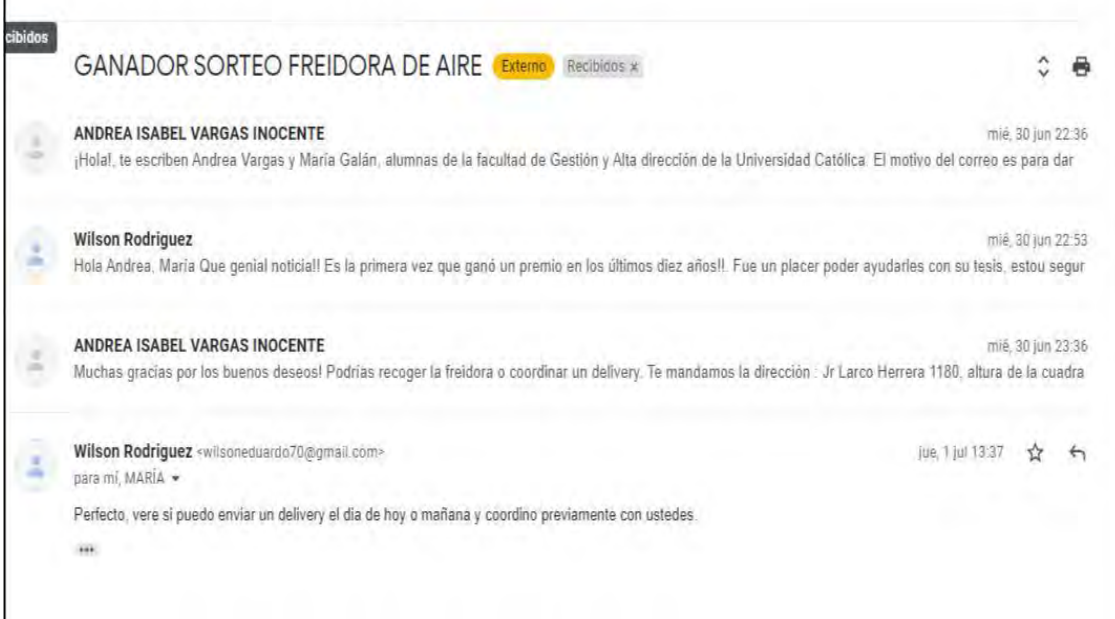 cibidos
GANADOR SORTEO FREIDORA DE AIRE Externo Recibidos x
ANDREA ISABEL VARGAS INOCENTE mié, 30 jun 22:36
¡Hola!, te escriben Andrea Vargas y María Galán, alumnas de la facultad de Gestión y Alta dirección de la Universidad Católica. El motivo del correo es para dar
Wilson Rodriguez mié, 30 jun 22:53
Hola Andrea, Maria Que genial noticia!! Es la primera vez que ganó un premio en los últimos diez años!!. Fue un placer poder ayudarles con su tesis, estou segur
ANDREA ISABEL VARGAS INOCENTE mié, 30 jun 23:36
Muchas gracias por los buenos deseos! Podrías recoger la freidora o coordinar un delivery. Te mandamos la dirección : Jr Larco Herrera 1180, altura de la cuadra
Wilson Rodriguez <wilsoneduardo70@gmail.com> jue, 1 jul 13:37
para mí, MARÍA
Perfecto, vere si puedo enviar un delivery el dia de hoy o mañana y coordino previamente con ustedes.